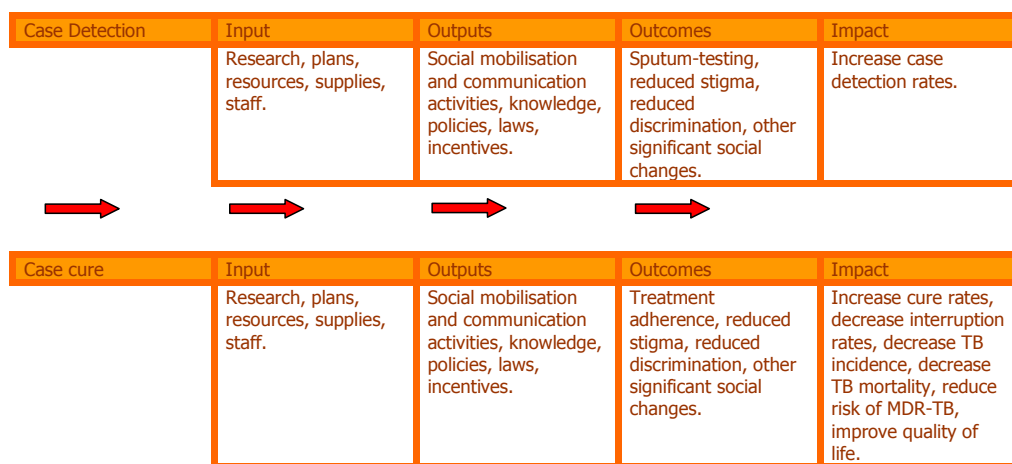 Case Detection
Input
Outputs
Outcomes
Impact
Research, plans,
resources, supplies,
staff.
Social mobilisation
and communication
activities, knowledge,
policies, laws,
incentives.
Sputum-testing,
reduced stigma,
reduced
discrimination, other
significant social
changes.
Increase case
detection rates.
Case cure
Input
Outputs
Outcomes
Impact
Research, plans,
resources, supplies,
staff.
Social mobilisation
and communication
activities, knowledge,
policies, laws,
incentives.
Treatment
adherence, reduced
stigma, reduced
discrimination, other
significant social
changes.
Increase cure rates,
decrease interruption
rates, decrease TB
incidence, decrease
TB mortality, reduce
risk of MDR-TB,
improve quality of
life.